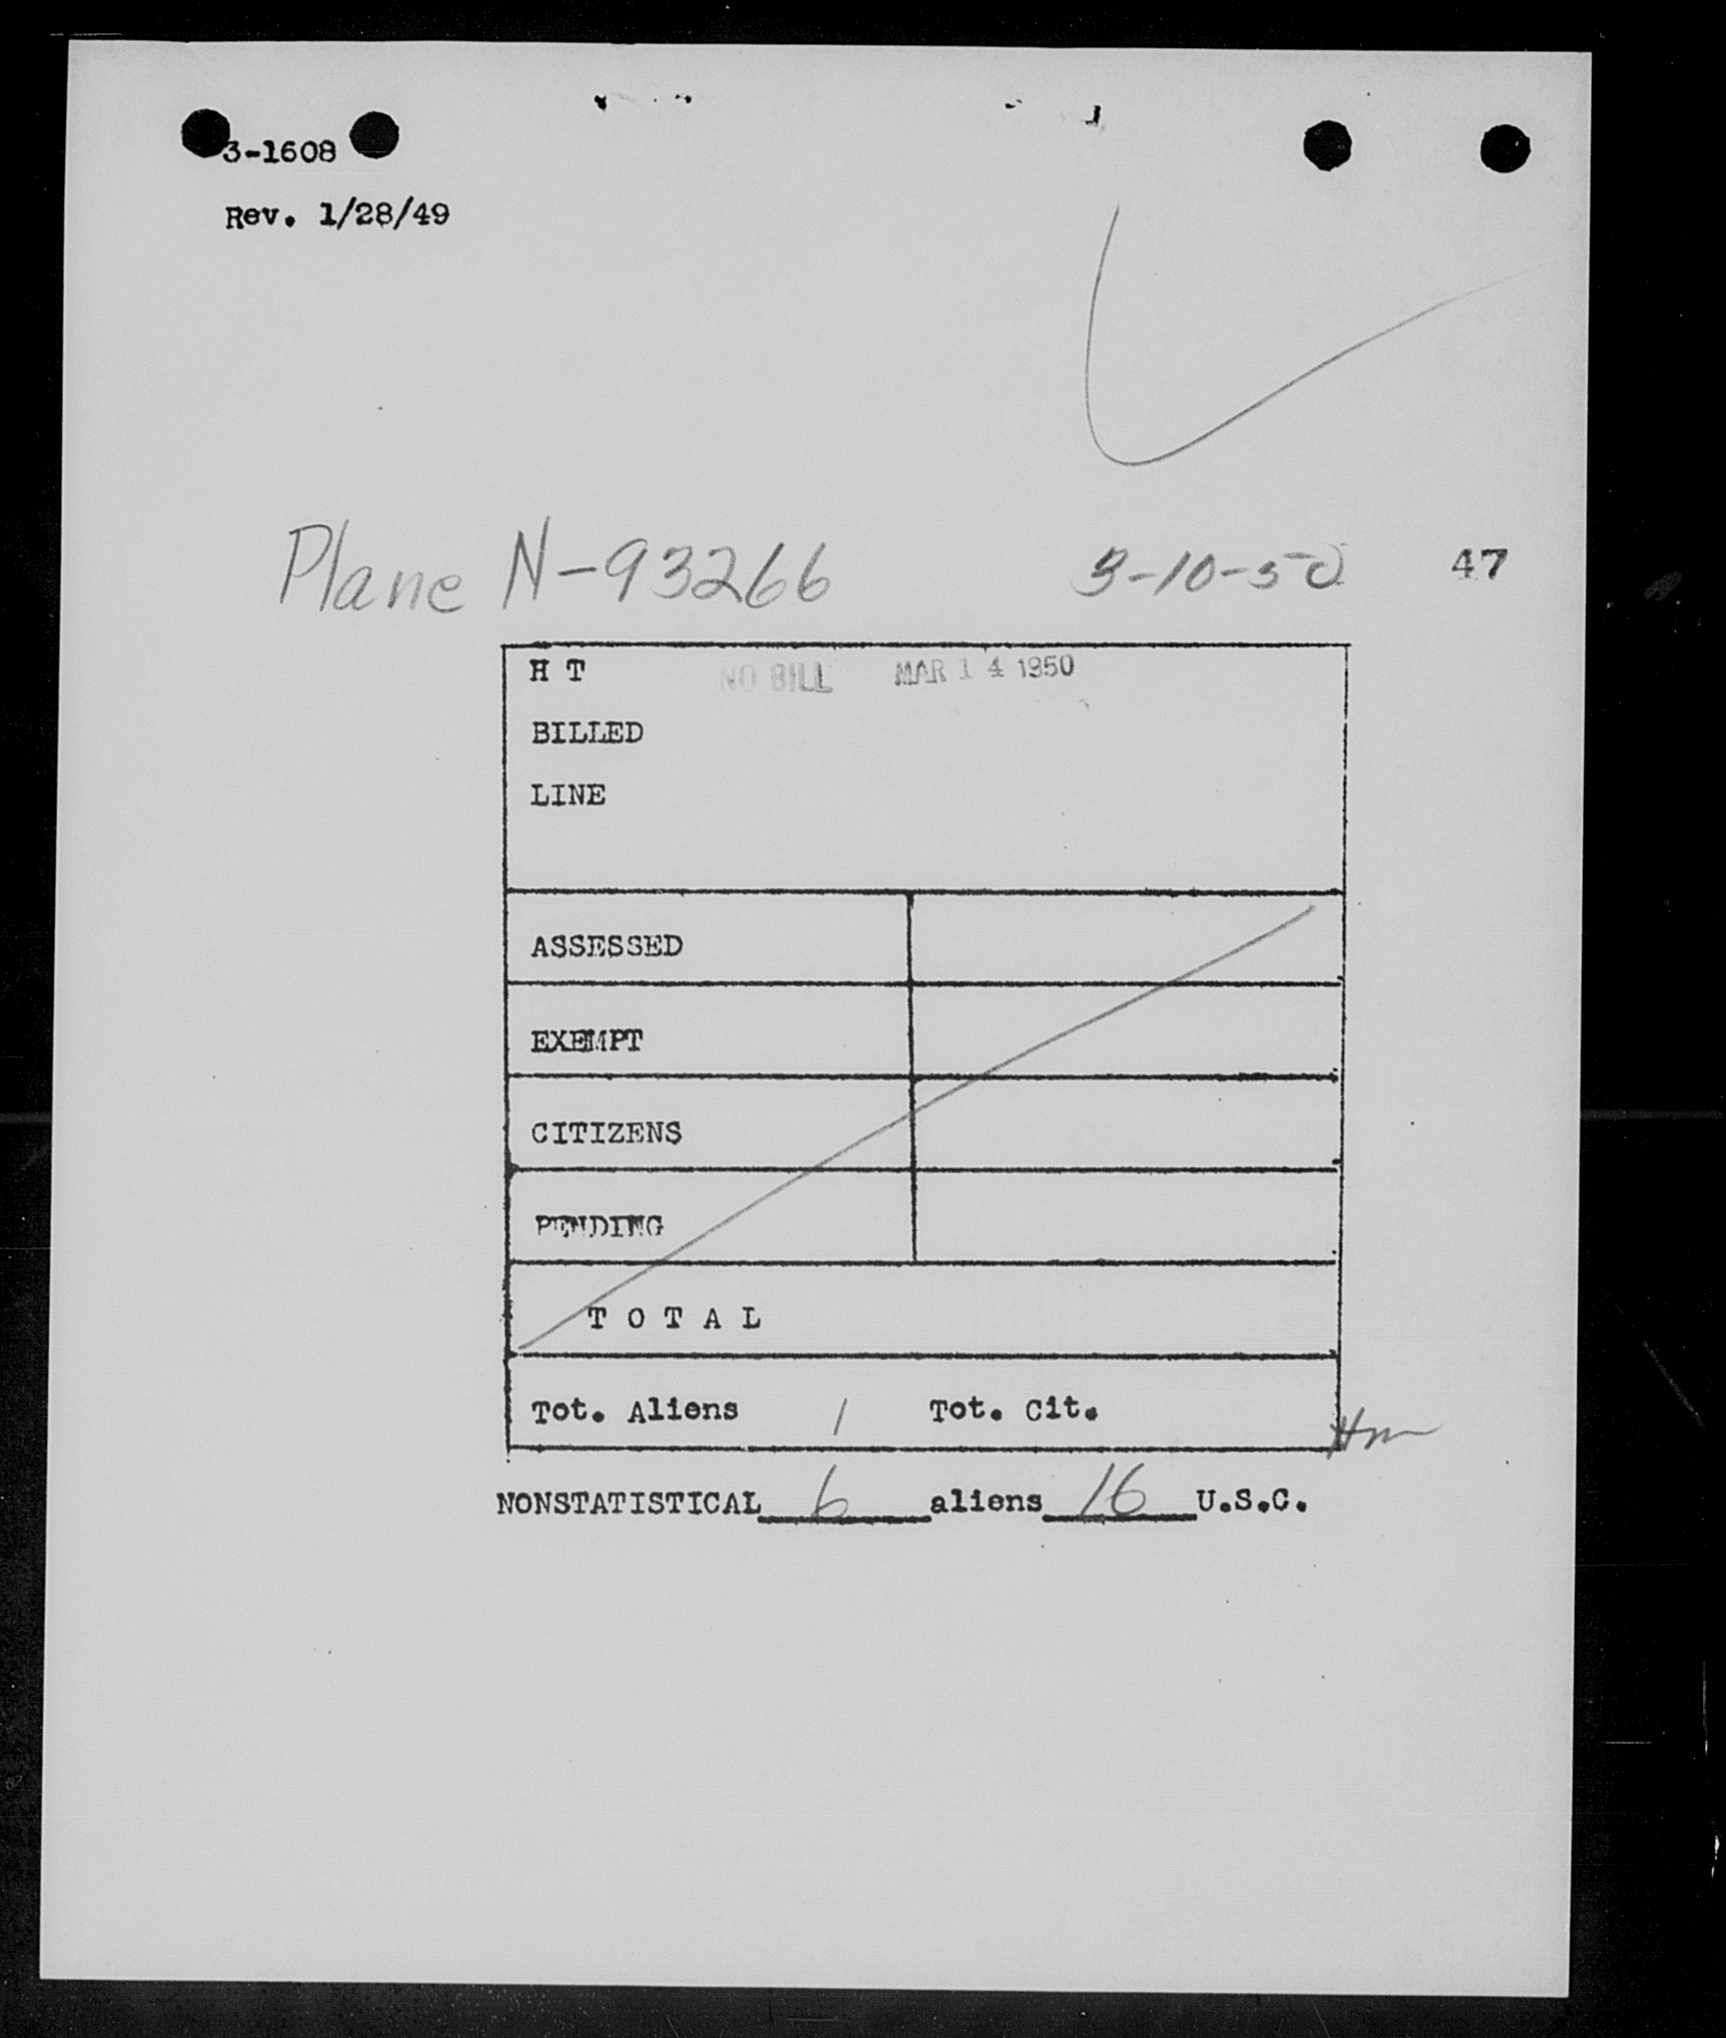 3-1608
Rev. 1/28/49
Plane N-93266 3-10-50 47
H T NO BILL MAR 14 1950
BILLED
LINE
ASSESSED
EXEMPT
CITIZENS
PENDING
T O T A L
Tot. Aliens 1 Tot. Cit.
NONSTATISTICAL 6 aliens 16 U.S.C.